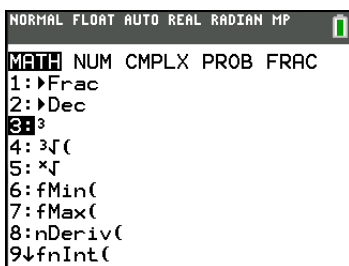 NORMAL FLOAT AUTO REAL RADIAN MP
MATH NUM CMPLX PROB FRAC
1:►Frac
2:►Dec
3:³
4:³√(
5:ˣ√
6:fMin(
7:fMax(
8:nDeriv(
9↓fnInt(